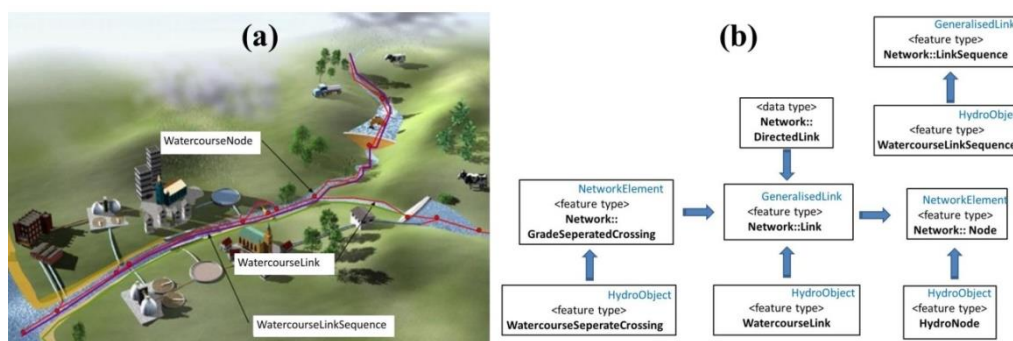 (a)
WatercourseNode
WatercourseLink
WatercourseLinkSequence
(b)
GeneralisedLink
<feature type>
Network::LinkSequence
HydroObject
<feature type>
WatercourseLinkSequence
<data type>
Network::
DirectedLink
NetworkElement
<feature type>
Network::
GradeSeperatedCrossing
GeneralisedLink
<feature type>
Network::Link
NetworkElement
<feature type>
Network:: Node
HydroObject
<feature type>
WatercourseSeperateCrossing
HydroObject
<feature type>
WatercourseLink
HydroObject
<feature type>
HydroNode